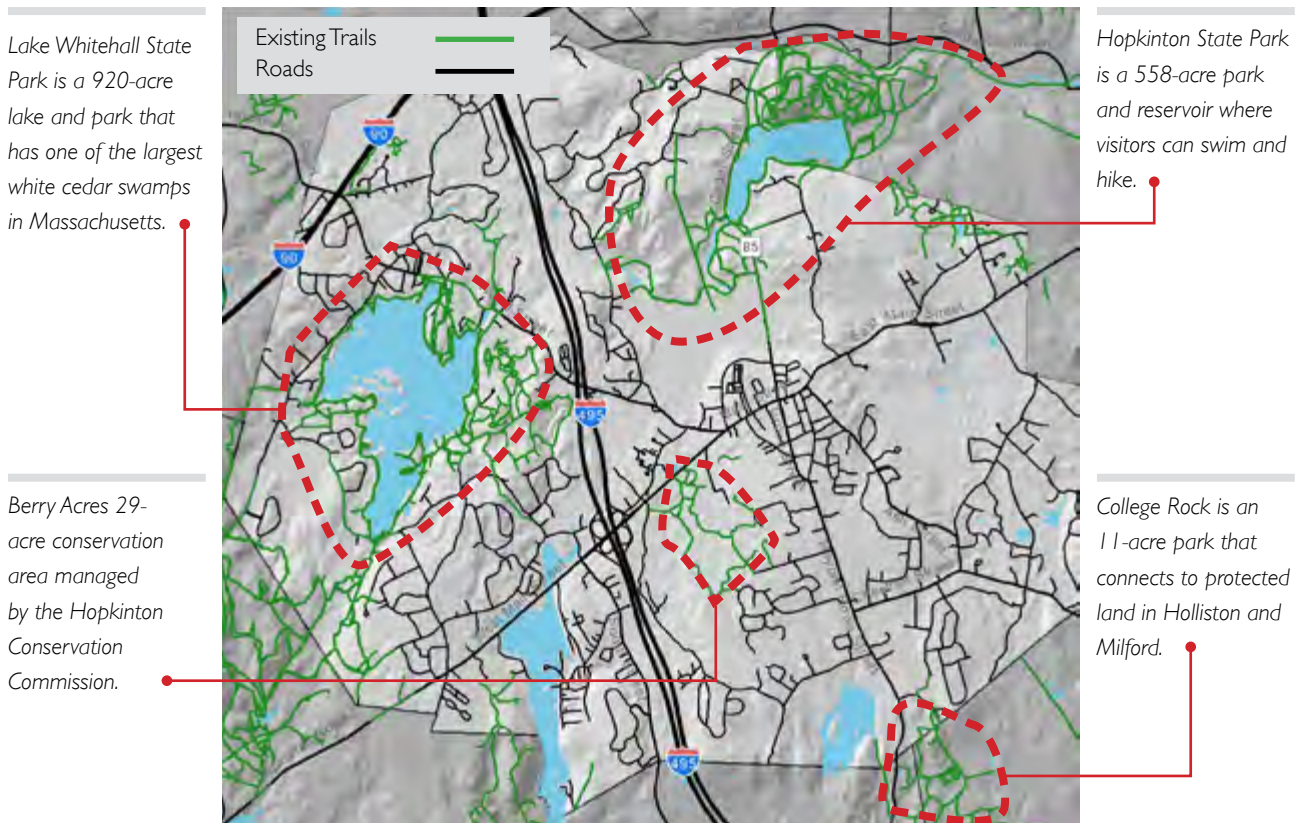 Lake Whitehall State
Park is a 920-acre
lake and park that
has one of the largest
white cedar swamps
in Massachusetts.
Berry Acres 29-
acre conservation
area managed
by the Hopkinton
Conservation
Commission.
Existing Trails
Roads
90
90
85
East Main Street
495
495
Hopkinton State Park
is a 558-acre park
and reservoir where
visitors can swim and
hike.
College Rock is an
11-acre park that
connects to protected
land in Holliston and
Milford.